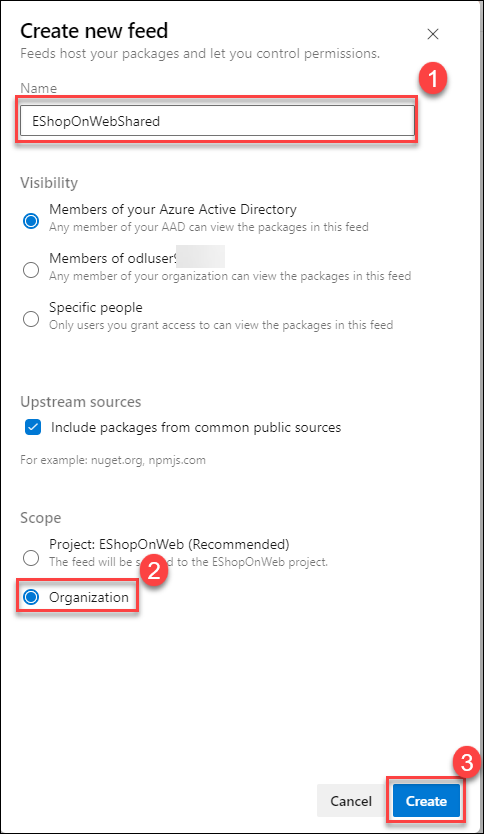 Create new feed
Feeds host your packages and let you control permissions.
1
Name
EShopOnWebShared
Visibility
Members of your Azure Active Directory
Any member of your AAD can view the packages in this feed
Members of odluser9
Any member of your organization can view the packages in this feed
Specific people
Only users you grant access to can view the packages in this feed
Upstream sources
Include packages from common public sources
For example: nuget.org, npmjs.com
Scope
Project: EShopOnWeb (Recommended)
The feed will be to the EShopOnWeb project.
2
Organization
3
Cancel
Create